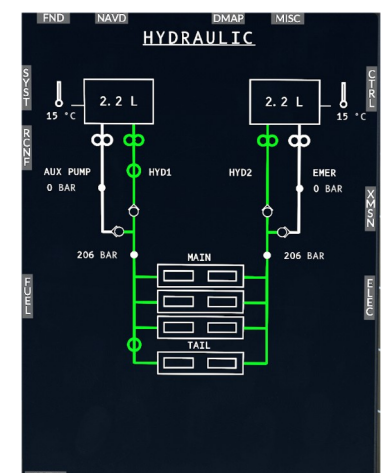 FND NAVD DMAP MISC
HYDRAULIC
SYST
CTRL
2.2 L
2.2 L
15 °C
15 °C
RCNF
AUX PUMP
0 BAR
HYD1
HYD2
EMER
0 BAR
XMSN
206 BAR
MAIN
206 BAR
FUEL
ELEC
TAIL